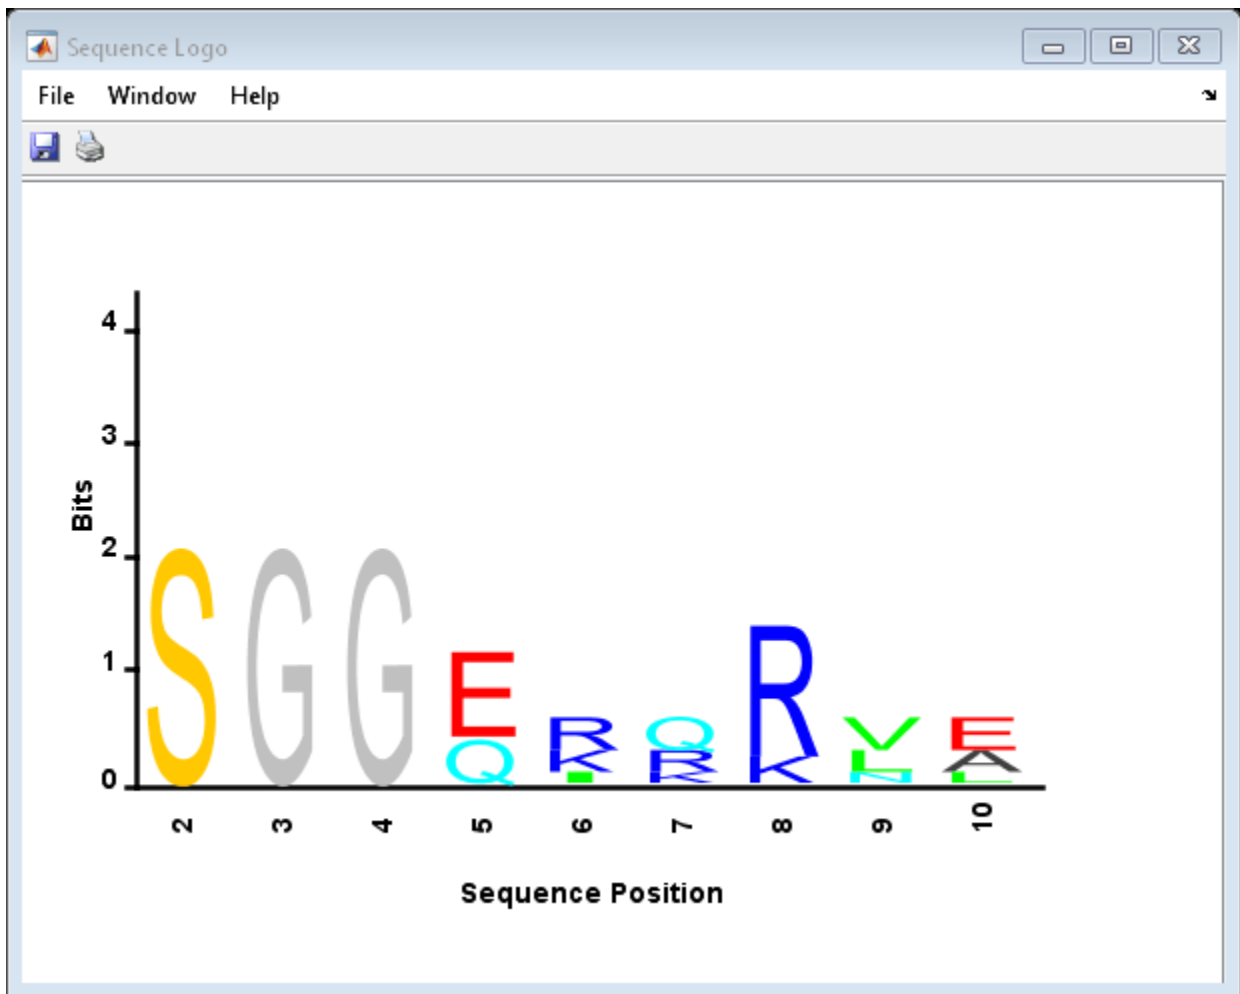 Sequence Logo
File Window Help
4
3
2
1
0
Bits
S G G E R Q R V E
Q K R K L A
I K N L
2 3 4 5 6 7 8 9 10
Sequence Position